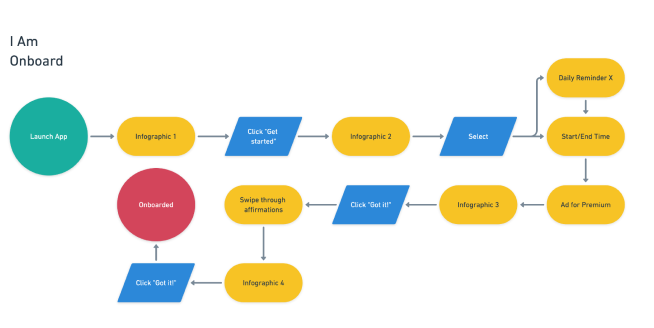 I Am
Onboard
Launch App
Infographic 1
Click "Get
started"
Infographic 2
Select
Daily Reminder X
Start/End Time
Ad for Premium
Infographic 3
Click "Got it!"
Swipe through
affirmations
Infographic 4
Click "Got it!"
Onboarded